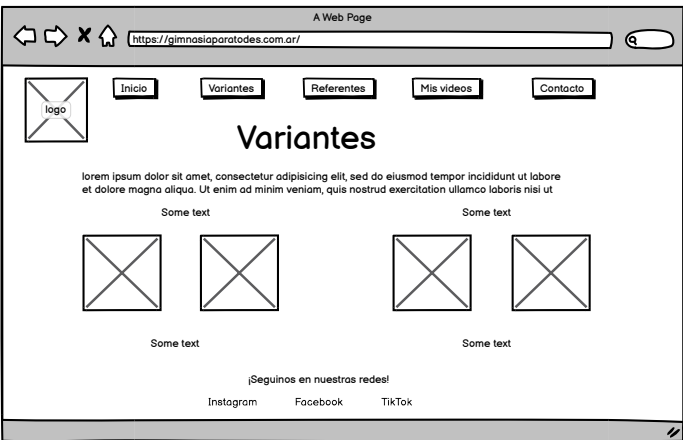 A Web Page
https://gimnasiaparatodes.com.ar/
logo
Inicio
Variantes
Referentes
Mis videos
Contacto
Variantes
lorem ipsum dolor sit amet, consectetur adipisicing elit, sed do eiusmod tempor incididunt ut labore
et dolore magna aliqua. Ut enim ad minim veniam, quis nostrud exercitation ullamco laboris nisi ut
Some text
Some text
Some text
Some text
¡Seguinos en nuestras redes!
Instagram
Facebook
TikTok